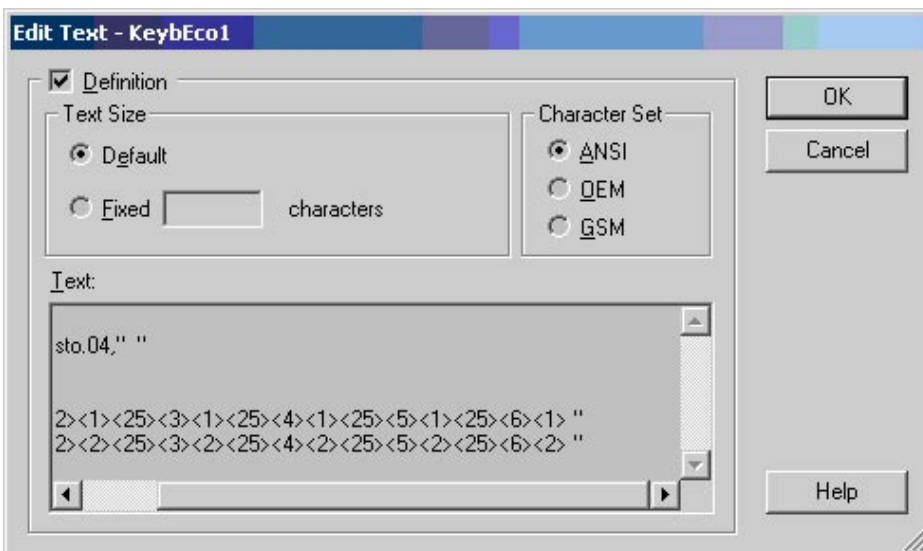 Edit Text - KeybEco1
Definition
Text Size
Default
Fixed characters
Character Set
ANSI
OEM
GSM
OK
Cancel
Text:
sto.04," "
2><1><25><3><1><25><4><1><25><5><1><25><6><1> "
2><2><25><3><2><25><4><2><25><5><2><25><6><2> "
Help